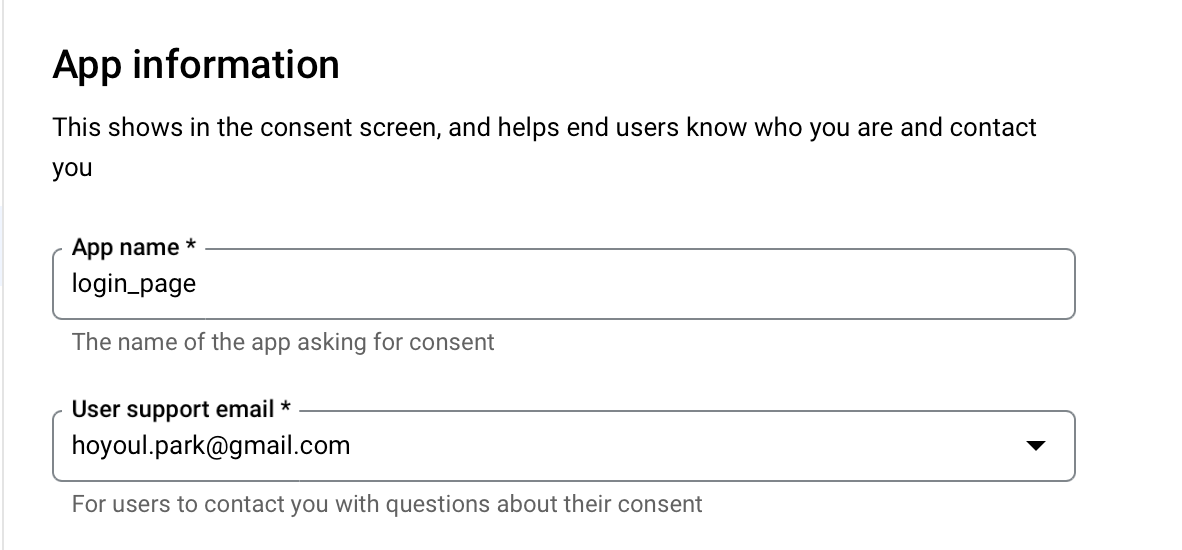 App information
This shows in the consent screen, and helps end users know who you are and contact
you
App name *
login_page
The name of the app asking for consent
User support email *
hoyoul.park@gmail.com
For users to contact you with questions about their consent